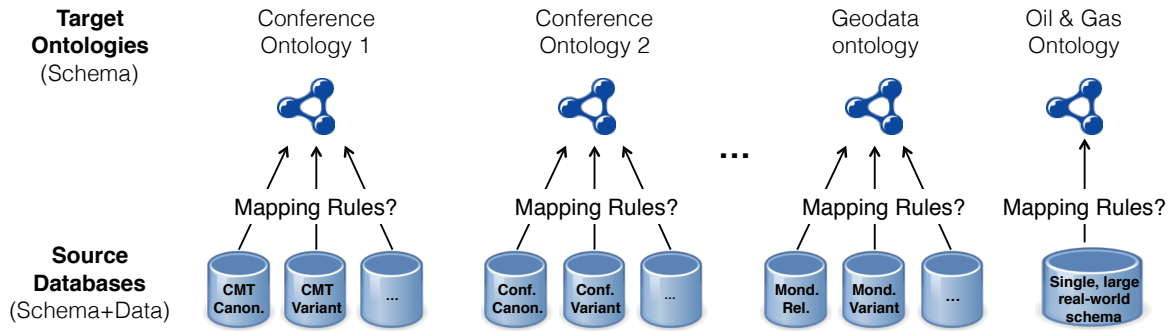 Target
Ontologies
(Schema)
Conference
Ontology 1
Conference
Ontology 2
Geodata
ontology
Oil & Gas
Ontology
...
Mapping Rules?
Mapping Rules?
Mapping Rules?
Mapping Rules?
Source
Databases
(Schema+Data)
CMT
Canon.
CMT
Variant
...
Conf.
Canon.
Conf.
Variant
...
Mond.
Rel.
Mond.
Variant
...
Single, large
real-world
schema